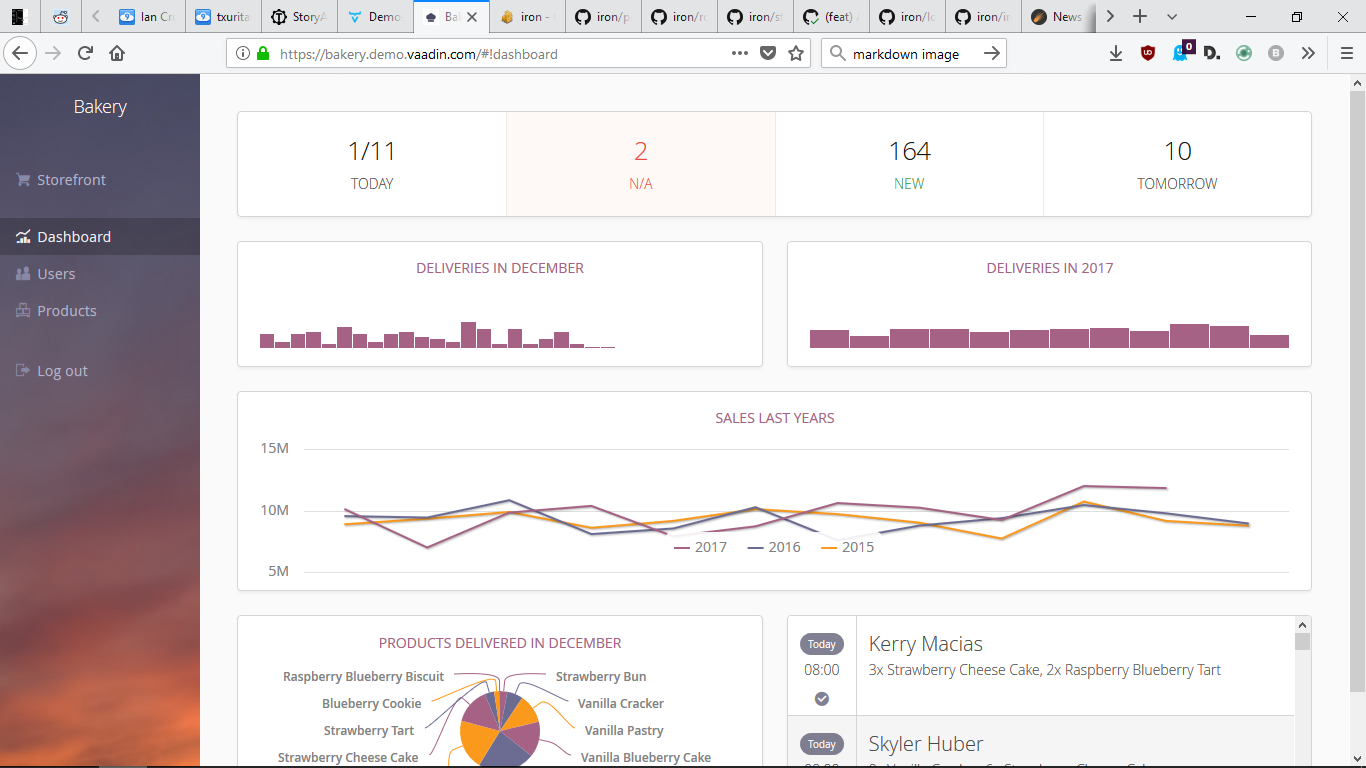 Ian Cr
txurita
StoryA
Demo
Bak
iron -
iron/p
iron/ro
iron/st
(feat)
iron/lo
iron/in
News
https://bakery.demo.vaadin.com/#!dashboard
markdown image
0
D.
B
Bakery
Storefront
Dashboard
Users
Products
Log out
1/11
TODAY
2
N/A
164
NEW
10
TOMORROW
DELIVERIES IN DECEMBER
DELIVERIES IN 2017
SALES LAST YEARS
15M
10M
5M
2017 2016 2015
PRODUCTS DELIVERED IN DECEMBER
Raspberry Blueberry Biscuit
Strawberry Bun
Blueberry Cookie
Vanilla Cracker
Strawberry Tart
Vanilla Pastry
Strawberry Cheese Cake
Vanilla Blueberry Cake
Today
08:00
Kerry Macias
3x Strawberry Cheese Cake, 2x Raspberry Blueberry Tart
Today
Skyler Huber